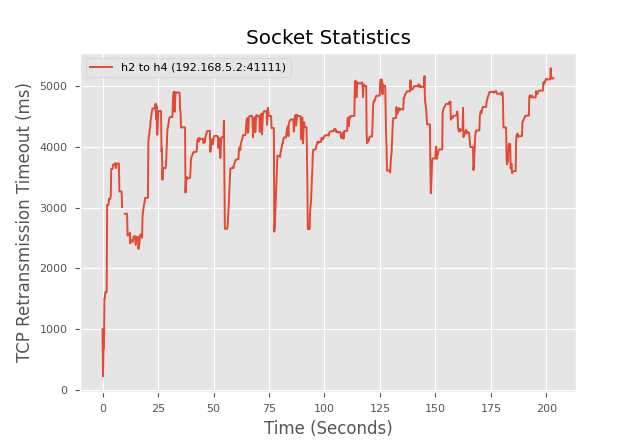 Socket Statistics
h2 to h4 (192.168.5.2:41111)
TCP Retransmission Timeout (ms)
5000
4000
3000
2000
1000
0
0 25 50 75 100 125 150 175 200
Time (Seconds)